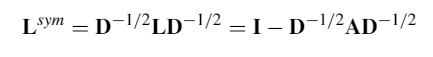 L^{sym} = D^{−1/2}LD^{−1/2} = I − D^{−1/2}AD^{−1/2}